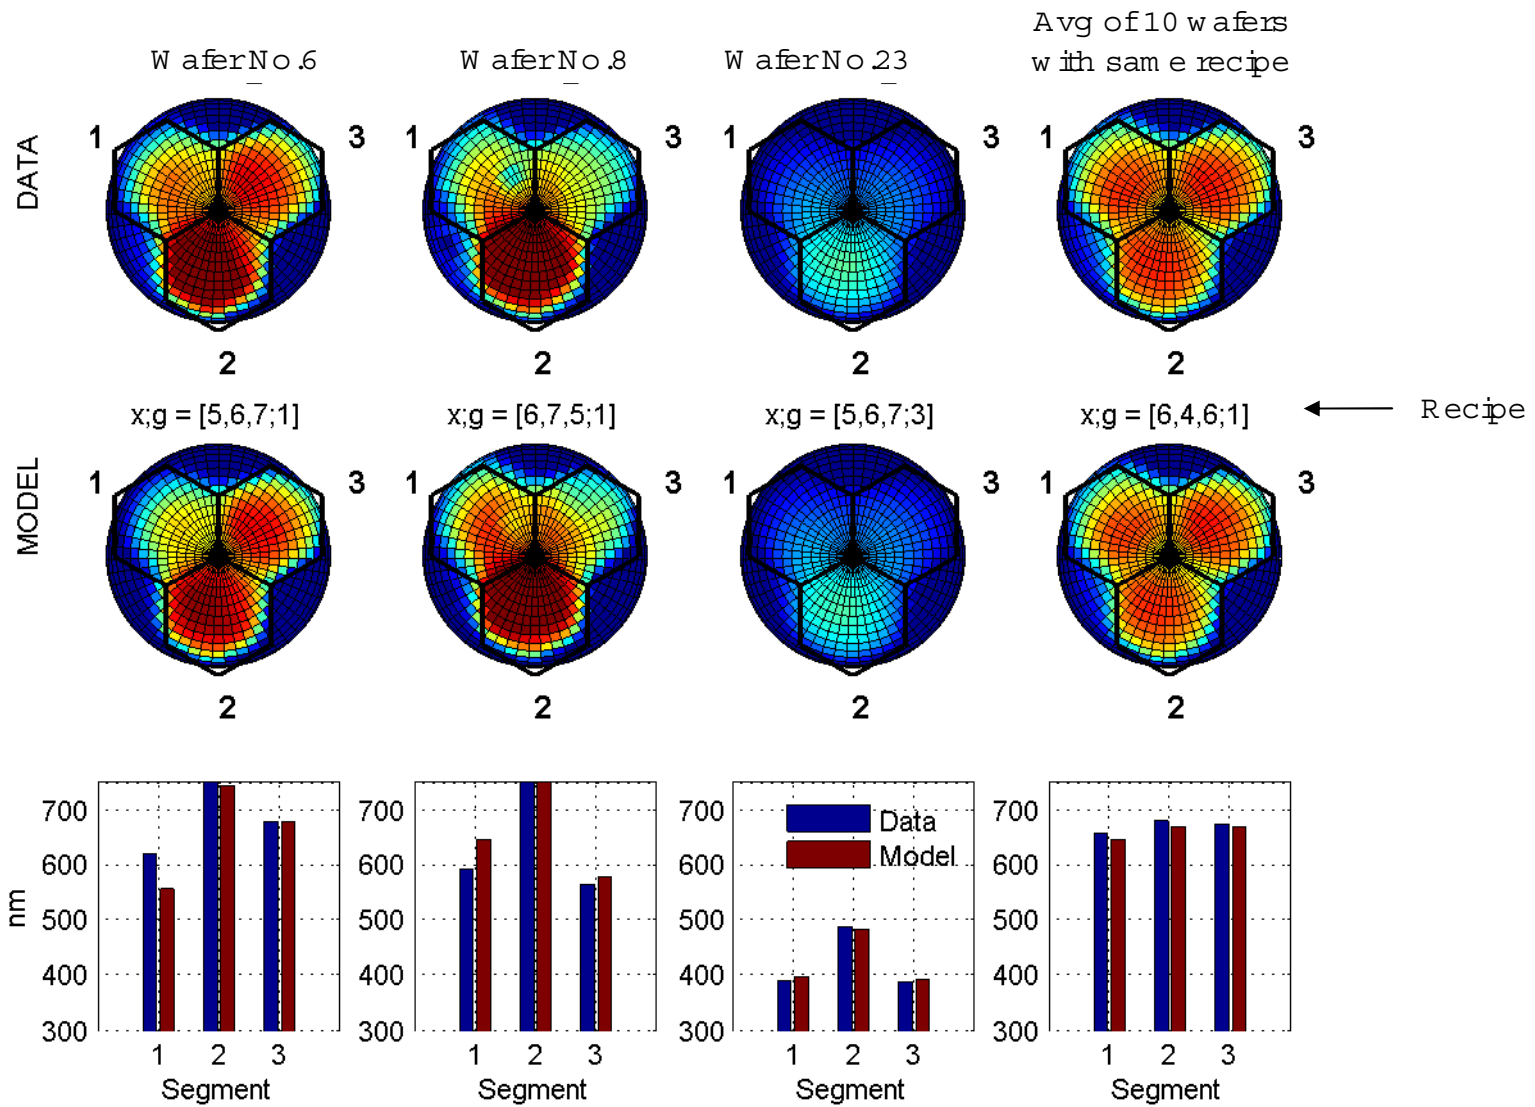 Wafer No. 6
Wafer No. 8
Wafer No. 23
Avg of 10 wafers
with same recipe
DATA
1
3
1
3
1
3
1
3
2
2
2
2
x;g = [5,6,7;1]
x;g = [6,7,5;1]
x;g = [5,6,7;3]
x;g = [6,4,6;1]
Recipe
MODEL
1
3
1
3
1
3
1
3
2
2
2
2
nm
700
600
500
400
300
1 2 3
Segment
700
600
500
400
300
1 2 3
Segment
700
600
500
400
300
Data
Model
1 2 3
Segment
700
600
500
400
300
1 2 3
Segment